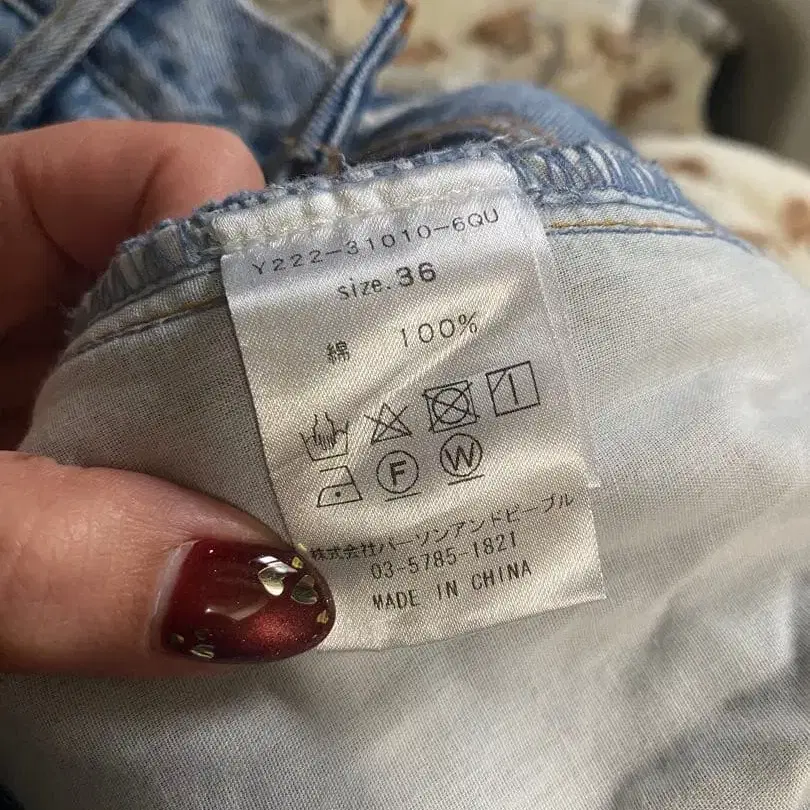 Y222-31010-6QU
size.36
綿 100%
F W
株式会社パーソンアンドピープル
03-5785-1821
MADE IN CHINA